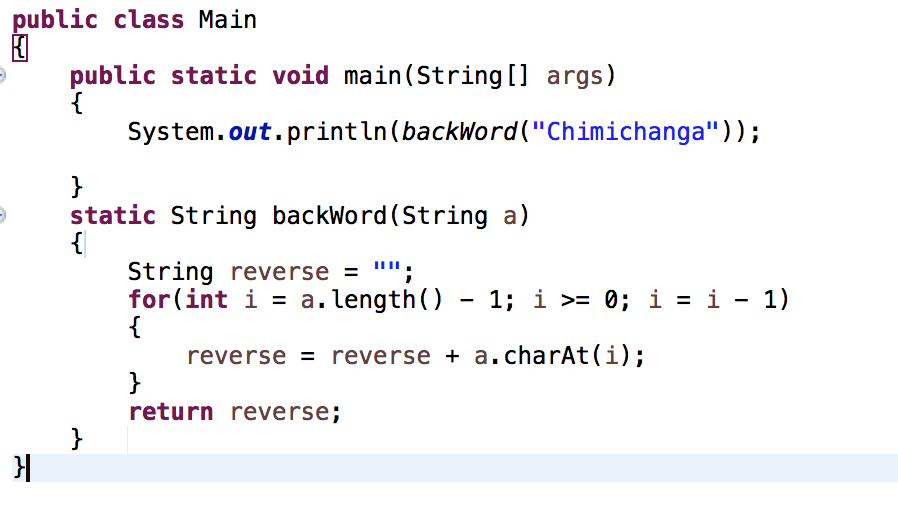 public class Main
{
    public static void main(String[] args)
    {
        System.out.println(backWord("Chimichanga"));
    }
    static String backWord(String a)
    {
        String reverse = "";
        for(int i = a.length() - 1; i >= 0; i = i - 1)
        {
            reverse = reverse + a.charAt(i);
        }
        return reverse;
    }
}